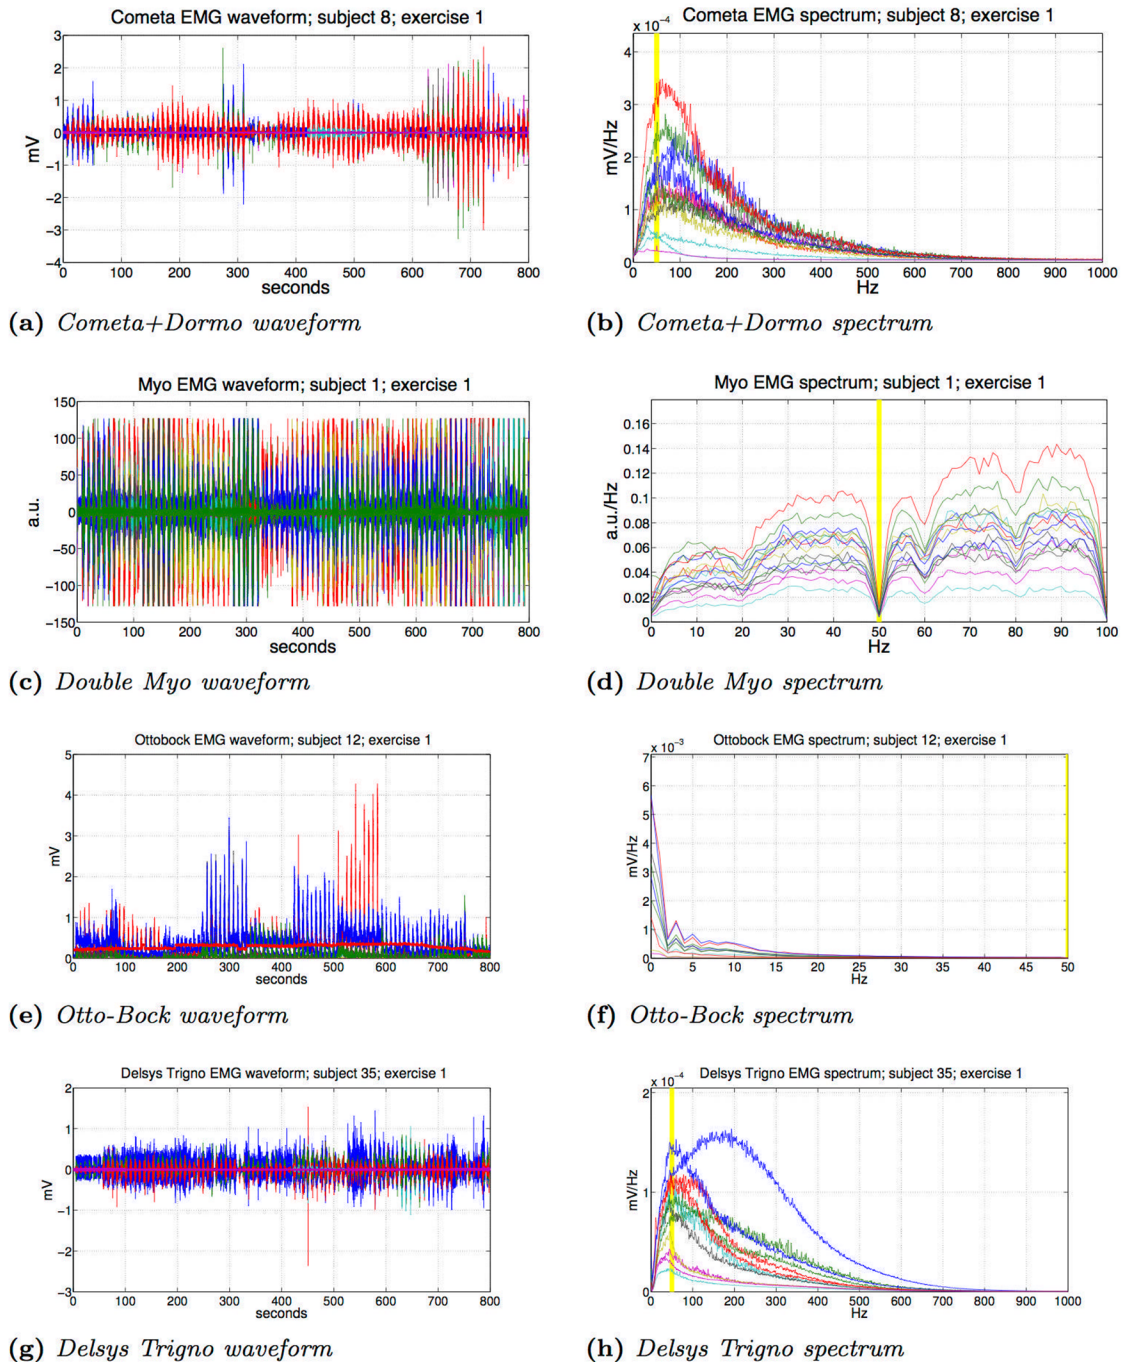 Cometa EMG waveform; subject 8; exercise 1
3
2
1
0
−1
−2
−3
−4
mV
0 100 200 300 400 500 600 700 800
seconds
(a) Cometa+Dormo waveform
Cometa EMG spectrum; subject 8; exercise 1
x 10⁻⁴
4
3
2
1
0
mV/Hz
0 100 200 300 400 500 600 700 800 900 1000
Hz
(b) Cometa+Dormo spectrum
Myo EMG waveform; subject 1; exercise 1
150
100
50
0
−50
−100
−150
a.u.
0 100 200 300 400 500 600 700 800
seconds
(c) Double Myo waveform
Myo EMG spectrum; subject 1; exercise 1
0.16
0.14
0.12
0.1
0.08
0.06
0.04
0.02
0
a.u./Hz
0 10 20 30 40 50 60 70 80 90 100
Hz
(d) Double Myo spectrum
Ottobock EMG waveform; subject 12; exercise 1
5
4
3
2
1
0
mV
0 100 200 300 400 500 600 700 800
seconds
(e) Otto-Bock waveform
Ottobock EMG spectrum; subject 12; exercise 1
x 10⁻³
7
6
5
4
3
2
1
0
mV/Hz
0 5 10 15 20 25 30 35 40 45 50
Hz
(f) Otto-Bock spectrum
Delsys Trigno EMG waveform; subject 35; exercise 1
2
1
0
−1
−2
−3
mV
0 100 200 300 400 500 600 700 800
seconds
(g) Delsys Trigno waveform
Delsys Trigno EMG spectrum; subject 35; exercise 1
x 10⁻⁴
2
1
0
mV/Hz
0 100 200 300 400 500 600 700 800 900 1000
Hz
(h) Delsys Trigno spectrum